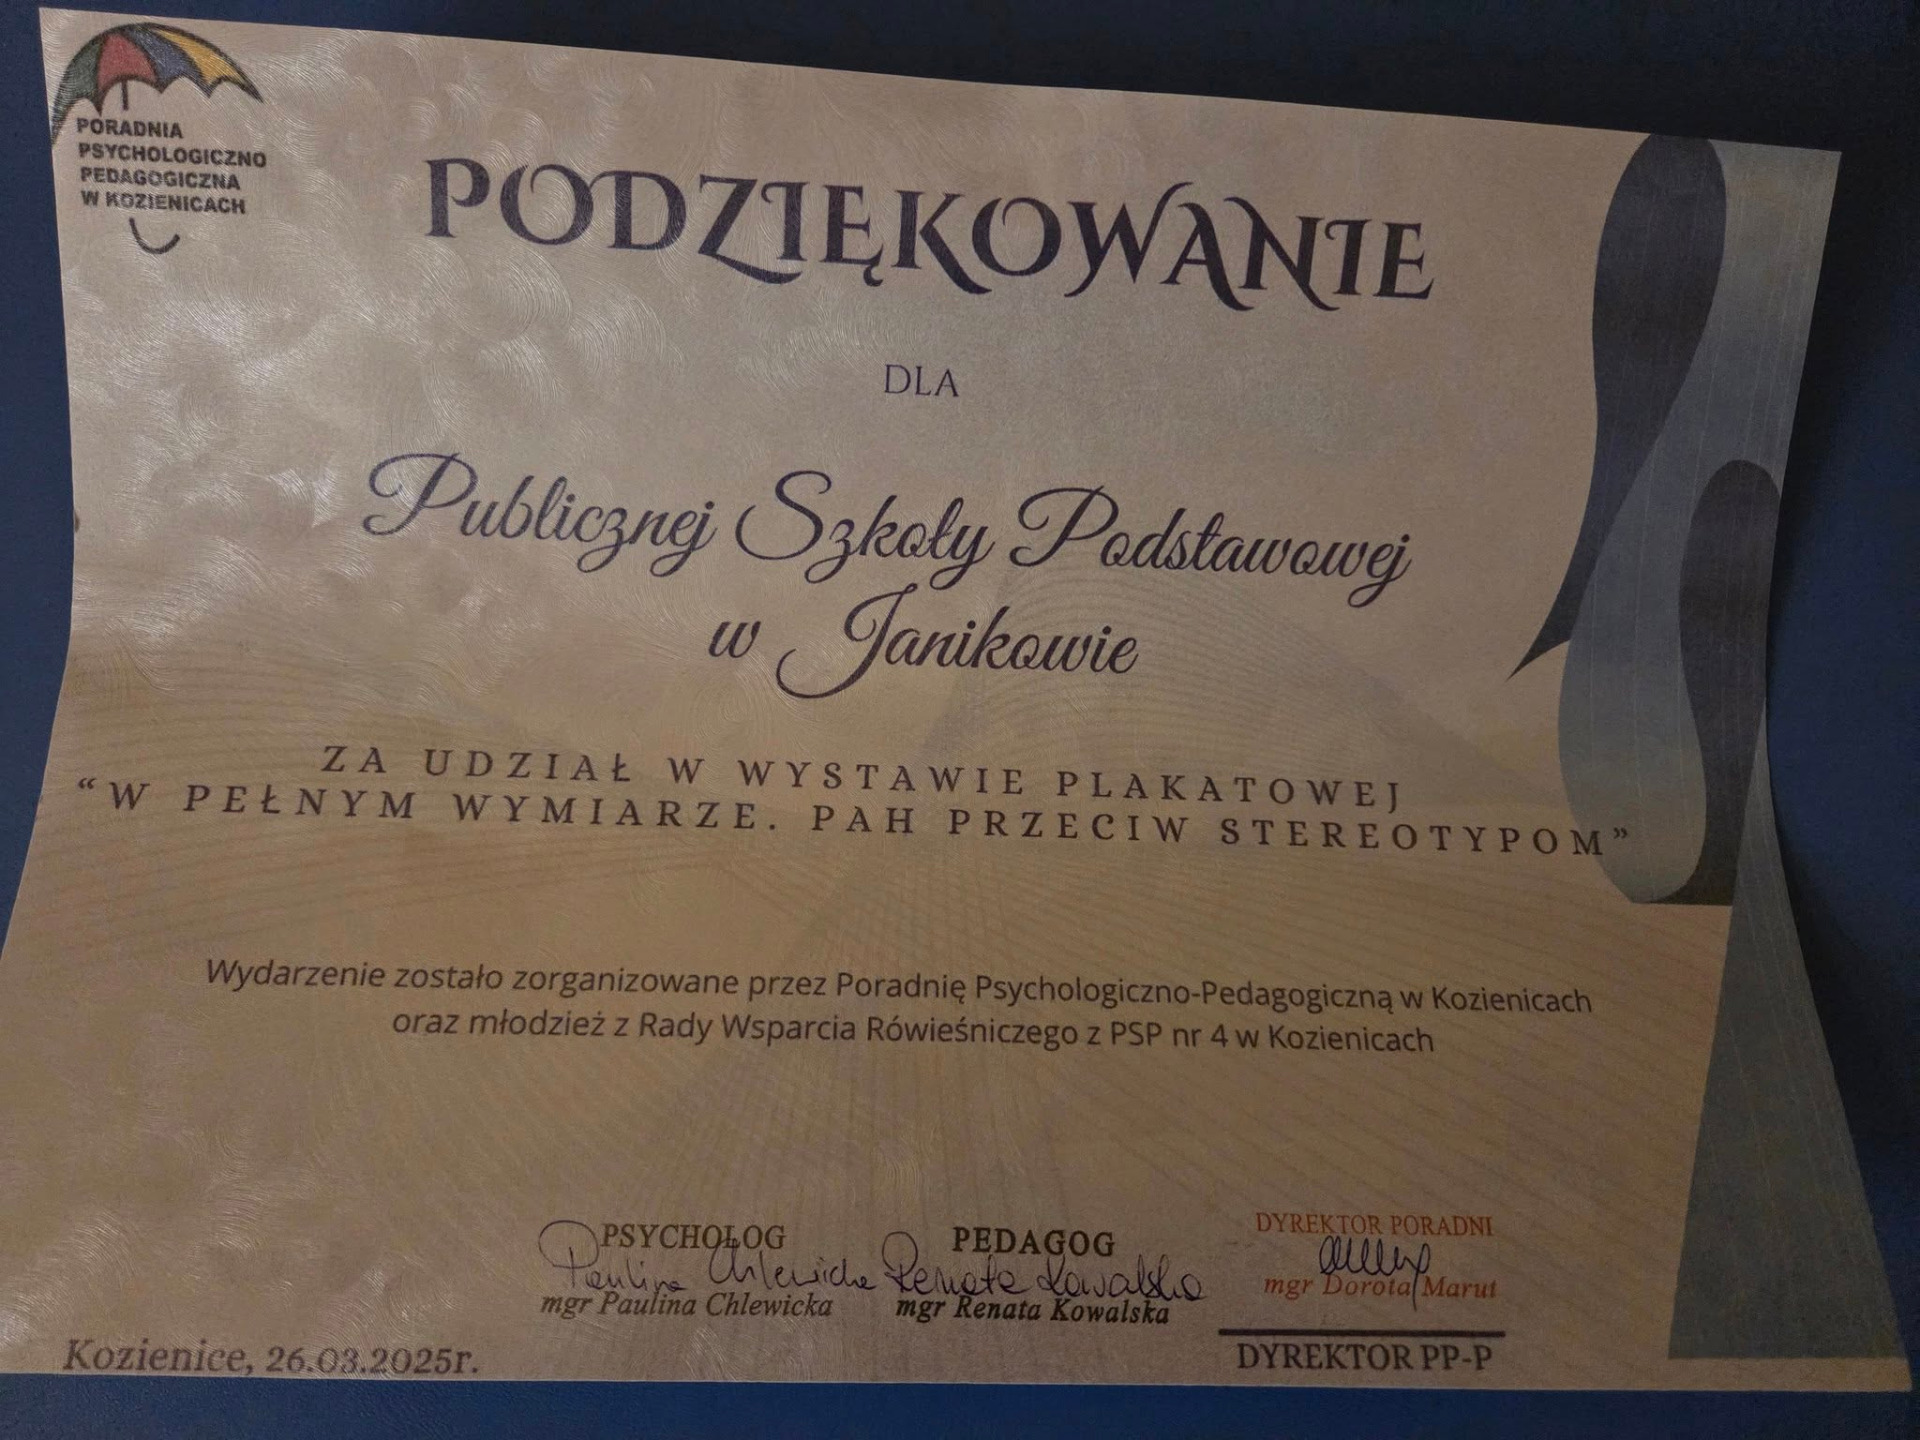 PORADNIA
PSYCHOLOGICZNO
PEDAGOGICZNA
W KOZIENICACH
PODZIĘKOWANIE
DLA
Publicznej Szkoły Podstawowej
w Janikowie
ZA UDZIAŁ W WYSTAWIE PLAKATOWEJ
“W PEŁNYM WYMIARZE. PAH PRZECIW STEREOTYPOM”
Wydarzenie zostało zorganizowane przez Poradnię Psychologiczno-Pedagogiczną w Kozienicach
oraz młodzież z Rady Wsparcia Rówieśniczego z PSP nr 4 w Kozienicach
PSYCHOLOG
Paulina Chlewicka
mgr Paulina Chlewicka
PEDAGOG
Renata Kowalska
mgr Renata Kowalska
DYREKTOR PORADNI
mgr Dorota Marut
DYREKTOR PP-P
Kozienice, 26.03.2025r.